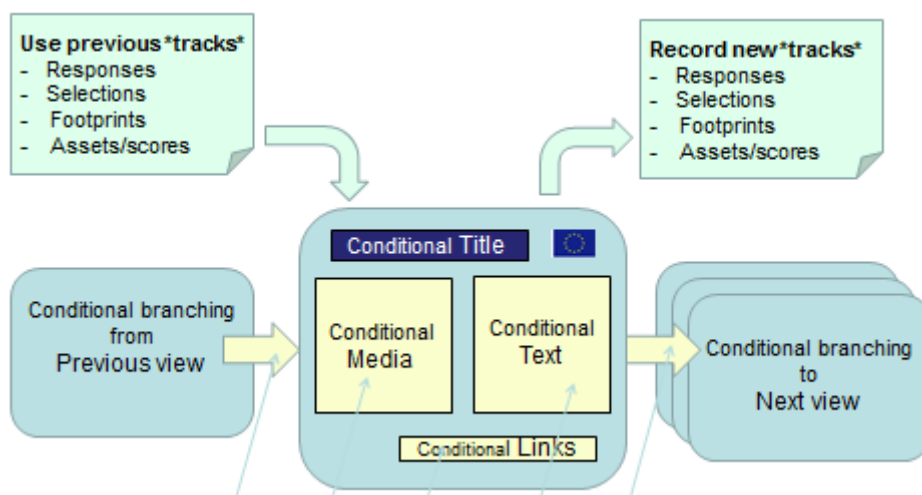 Use previous *tracks*
- Responses
- Selections
- Footprints
- Assets/scores
Record new *tracks*
- Responses
- Selections
- Footprints
- Assets/scores
Conditional Title
Conditional branching
from
Previous view
Conditional
Media
Conditional
Text
Conditional Links
Conditional branching
to
Next view